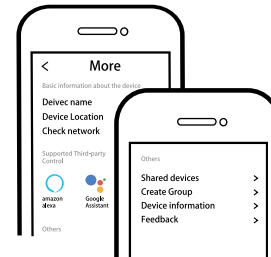 <
More
Basic information about the device
Deivec name
Device Location
Check network
Supported Third-party
Control
amazon
alexa
Google
Assistant
Others
Others
Shared devices >
Create Group >
Device information >
Feedback >